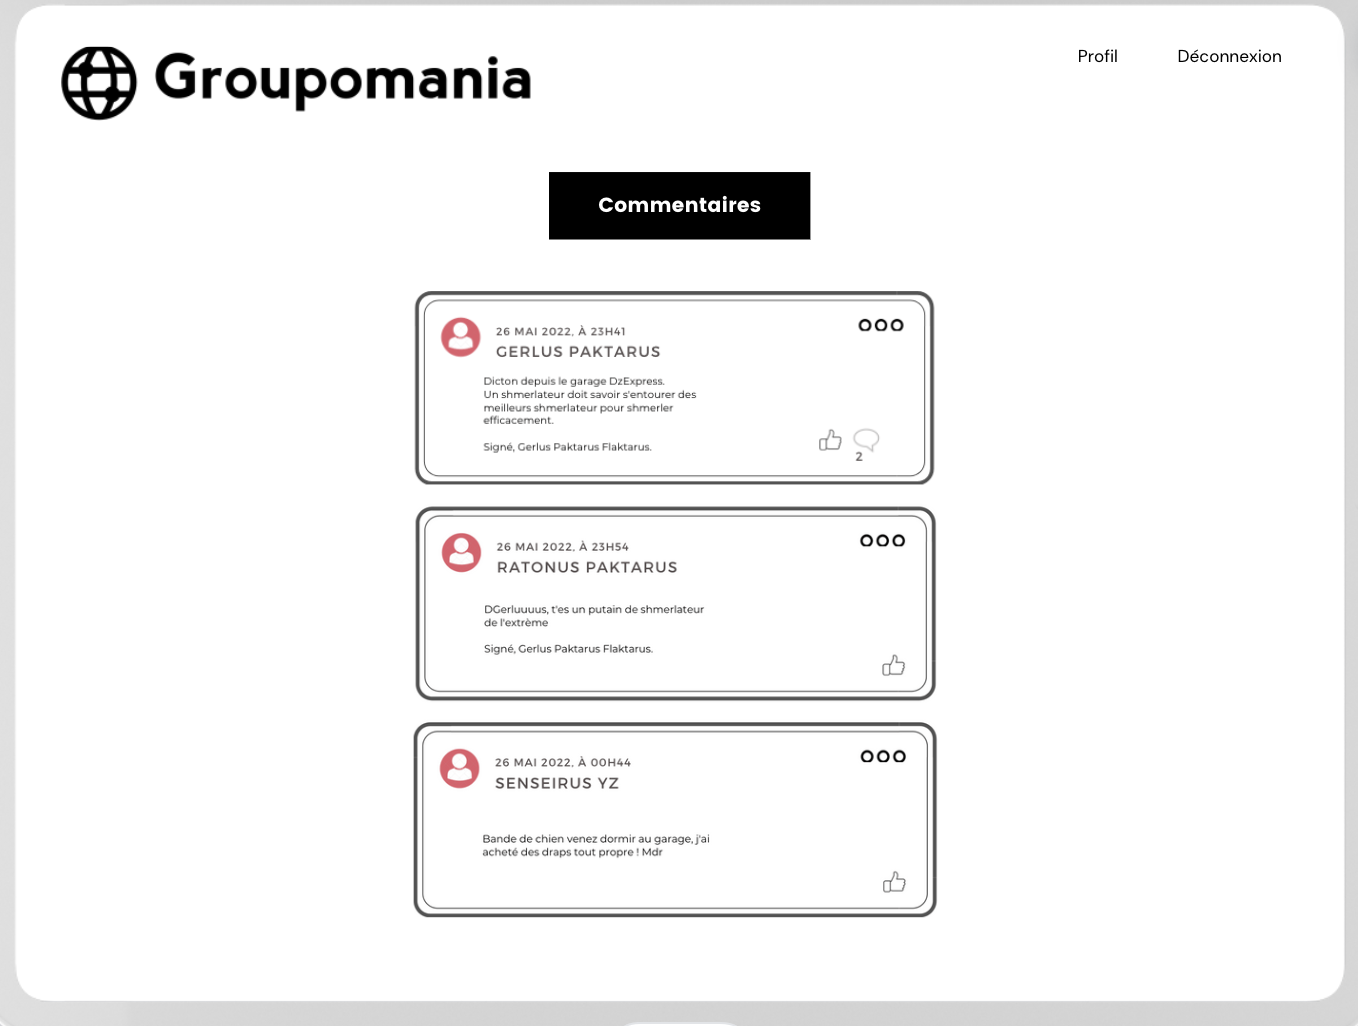 Groupomania
Profil
Déconnexion
Commentaires
26 MAI 2022, À 23H41
GERLUS PAKTARUS
Dicton depuis le garage DzExpress.
Un shmerlateur doit savoir s'entourer des
meilleurs shmerlateur pour shmerler
efficacement.
Signé, Gerlus Paktarus Flaktarus.
2
26 MAI 2022, À 23H54
RATONUS PAKTARUS
DGerluuuus, t'es un putain de shmerlateur
de l'extrème
Signé, Gerlus Paktarus Flaktarus.
26 MAI 2022, À 00H44
SENSEIRUS YZ
Bande de chien venez dormir au garage, j'ai
acheté des draps tout propre ! Mdr